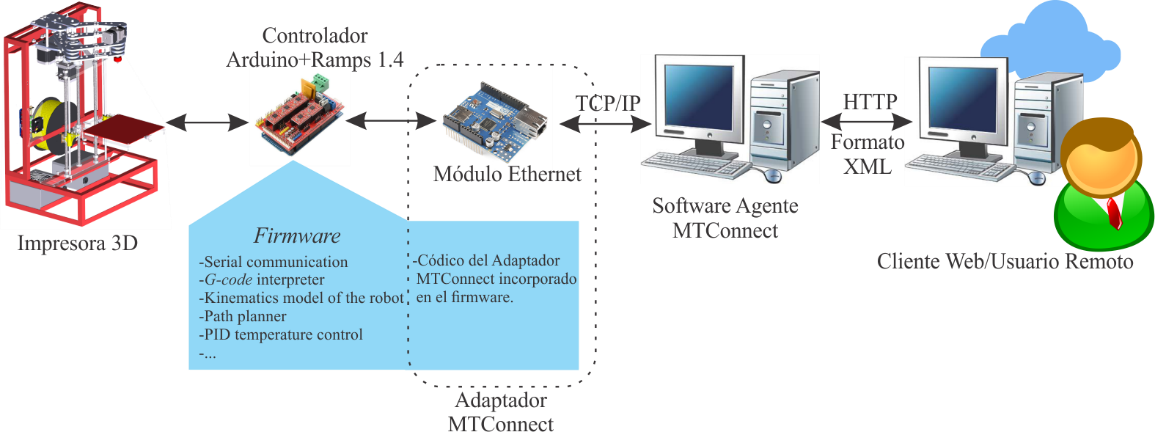 Controlador
Arduino+Ramps 1.4
TCP/IP
HTTP
Formato
XML
Módulo Ethernet
Impresora 3D
Software Agente
MTConnect
Cliente Web/Usuario Remoto
Firmware
-Serial communication
-G-code interpreter
-Kinematics model of the robot
-Path planner
-PID temperature control
-...
-Códico del Adaptador
MTConnect incorporado
en el firmware.
Adaptador
MTConnect